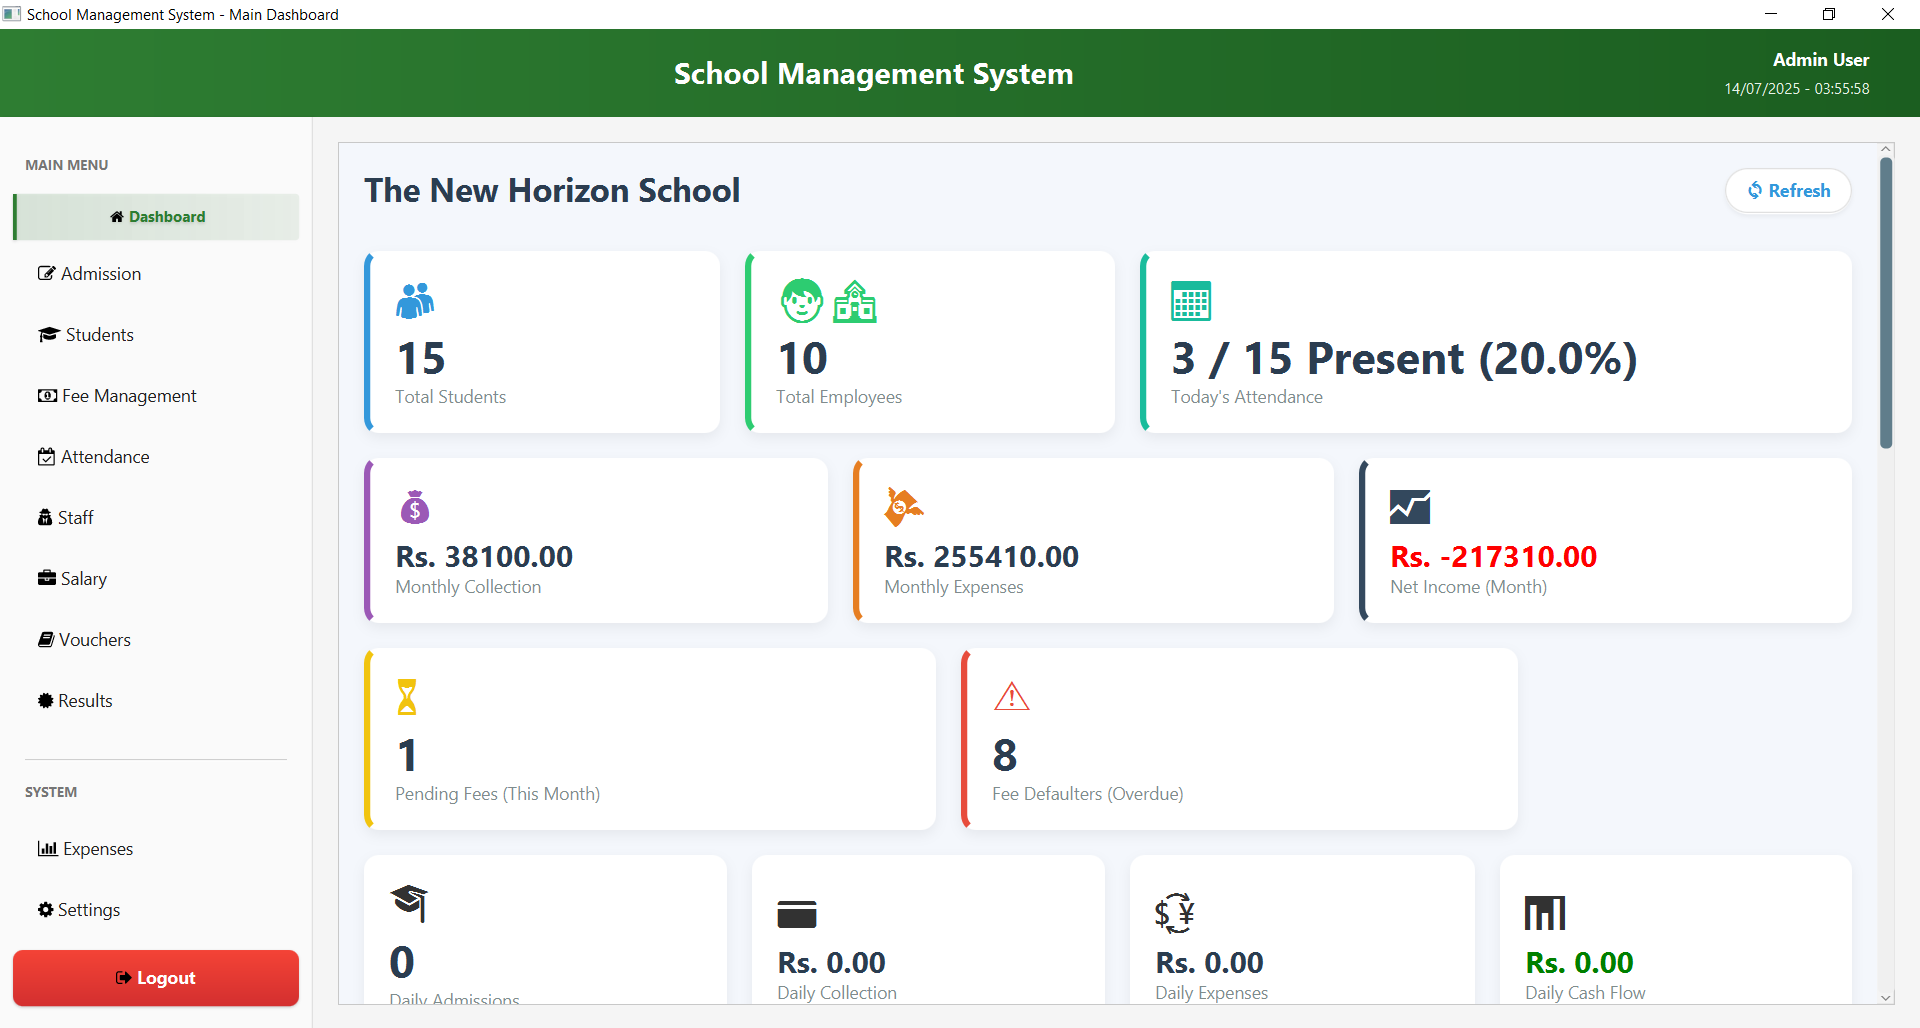 School Management System - Main Dashboard
School Management System
Admin User
14/07/2025 - 03:55:58
MAIN MENU
Dashboard
Admission
Students
Fee Management
Attendance
Staff
Salary
Vouchers
Results
SYSTEM
Expenses
Settings
Logout
The New Horizon School
Refresh
15
Total Students
10
Total Employees
3 / 15 Present (20.0%)
Today's Attendance
Rs. 38100.00
Monthly Collection
Rs. 255410.00
Monthly Expenses
Rs. -217310.00
Net Income (Month)
1
Pending Fees (This Month)
8
Fee Defaulters (Overdue)
0
Daily Admissions
Rs. 0.00
Daily Collection
Rs. 0.00
Daily Expenses
Rs. 0.00
Daily Cash Flow